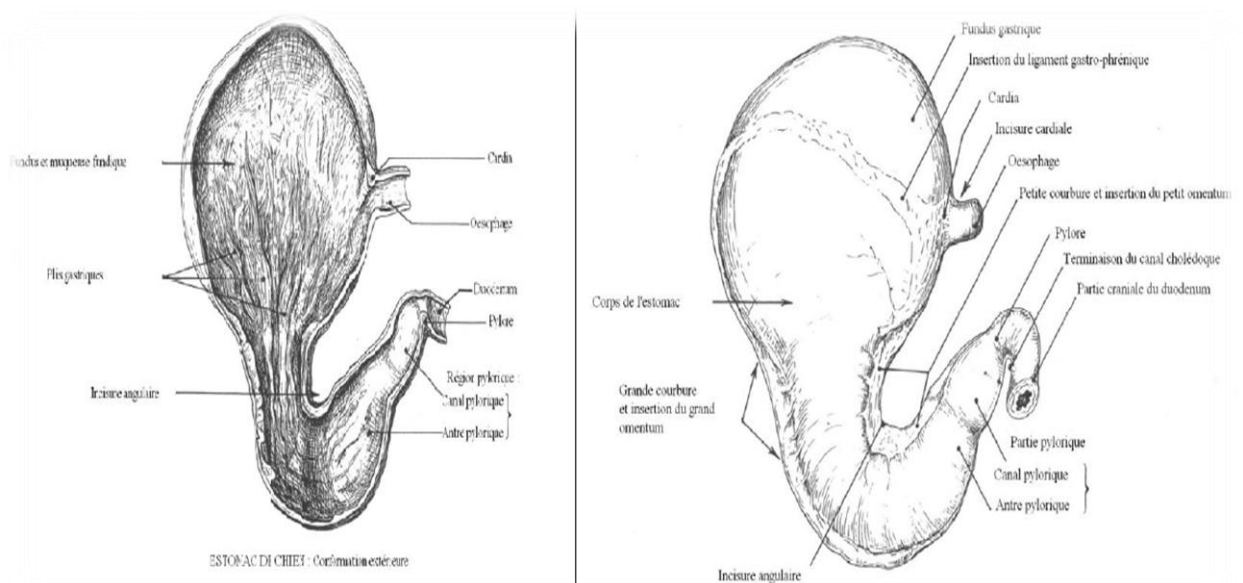 Fundus et muqueuse fundique
Cardia
Oesophage
Plis gastriques
Duodenum
Pylore
Incisure angulaire
Région pylorique :
Canal pylorique
Antre pylorique
ESTOMAC DE CHIEN : Conformation extérieure
Fundus gastrique
Insertion du ligament gastro-phrénique
Cardia
Incisure cardiale
Oesophage
Petite courbure et insertion du petit omentum
Pylore
Terminaison du canal cholédoque
Partie craniale du duodenum
Corps de l'estomac
Grande courbure
et insertion du grand
omentum
Partie pylorique
Canal pylorique
Antre pylorique
Incisure angulaire